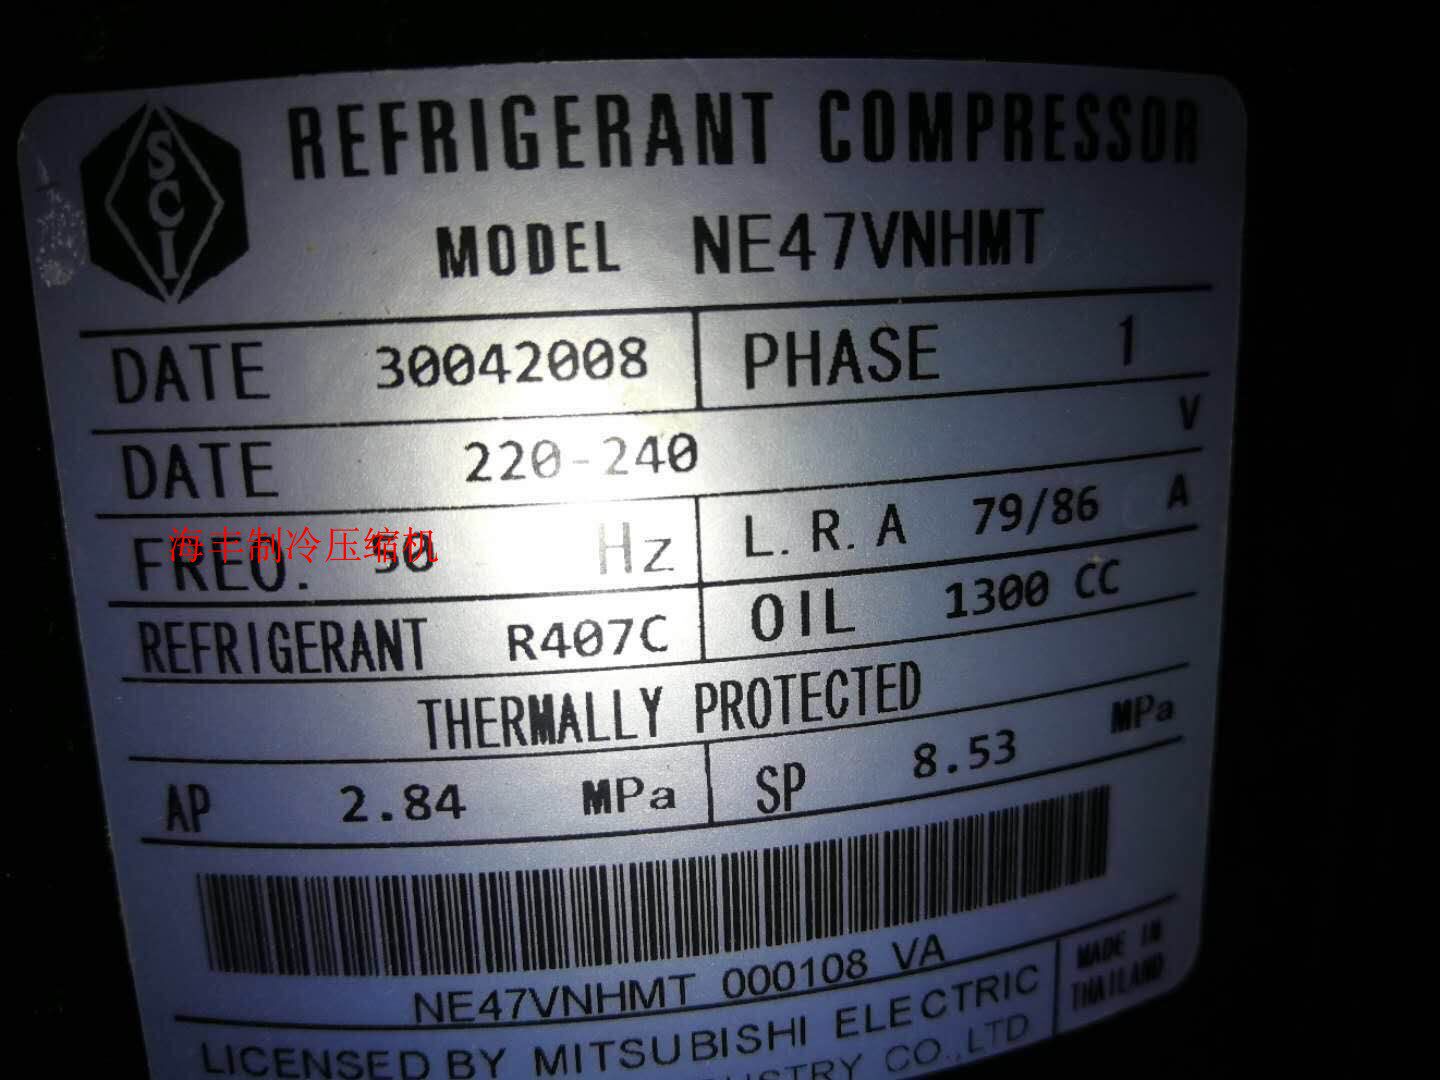 SCI
REFRIGERANT COMPRESSOR
MODEL NE47VNHMT
DATE 30042008 PHASE 1
DATE 220-240 V
FREQ. 50 Hz L.R.A 79/86 A
海丰制冷压缩机
REFRIGERANT R407C OIL 1300 CC
THERMALLY PROTECTED
AP 2.84 MPa SP 8.53 MPa
NE47VNHMT 000108 VA
LICENSED BY MITSUBISHI ELECTRIC
CO.,LTD
MADE IN
THAILAND